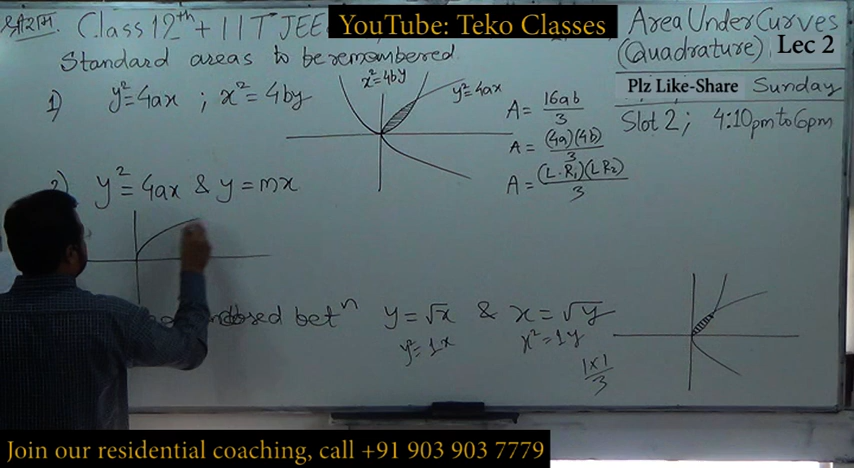 श्रीराम. Class 12th + IIT JEE
YouTube: Teko Classes
Area Under Curves
(Quadrature) Lec 2
Plz Like-Share Sunday
Slot 2; 4:10pm to 6pm
Standard areas to be remembered
1) y²=4ax ; x²=4by
x²=4by
y²=4ax
A = 16ab/3
A = (4a)(4b)/3
A = (L.R₁)(L R₂)/3
2) y²=4ax & y=mx
betⁿ y=√x & x=√y
y²=1x x²=1y
1x1/3
Join our residential coaching, call +91 903 903 7779